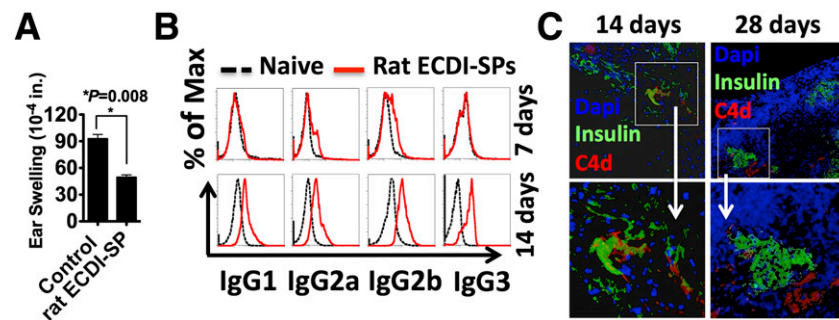 A
*P=0.008
*
Ear Swelling (10⁻⁴ in.)
120
90
60
30
0
Control
rat ECDI-SP
B
Naive
Rat ECDI-SPs
% of Max
7 days
14 days
IgG1
IgG2a
IgG2b
IgG3
C
14 days
28 days
Dapi
Insulin
C4d
Dapi
Insulin
C4d